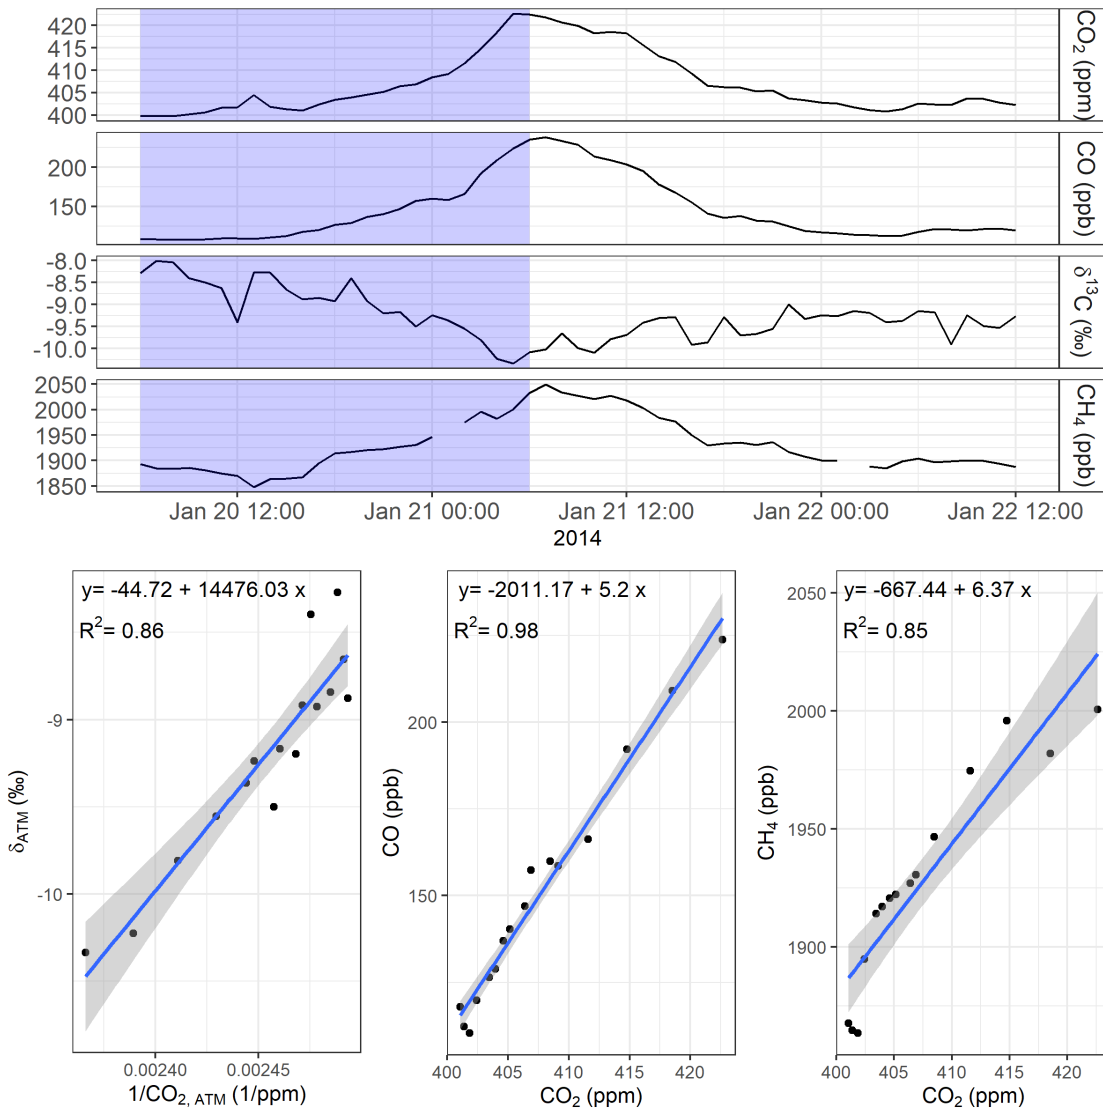 420
415
410
405
400
CO₂ (ppm)
200
150
CO (ppb)
-8.0
-8.5
-9.0
-9.5
-10.0
δ¹³C (‰)
2050
2000
1950
1900
1850
CH₄ (ppb)
Jan 20 12:00 Jan 21 00:00 Jan 21 12:00 Jan 22 00:00 Jan 22 12:00
2014
y= -44.72 + 14476.03 x
R²= 0.86
-9
-10
δATM (‰)
0.00240 0.00245
1/CO₂, ATM (1/ppm)
y= -2011.17 + 5.2 x
R²= 0.98
200
150
CO (ppb)
400 405 410 415 420
CO₂ (ppm)
y= -667.44 + 6.37 x
R²= 0.85
2050
2000
1950
1900
CH₄ (ppb)
400 405 410 415 420
CO₂ (ppm)